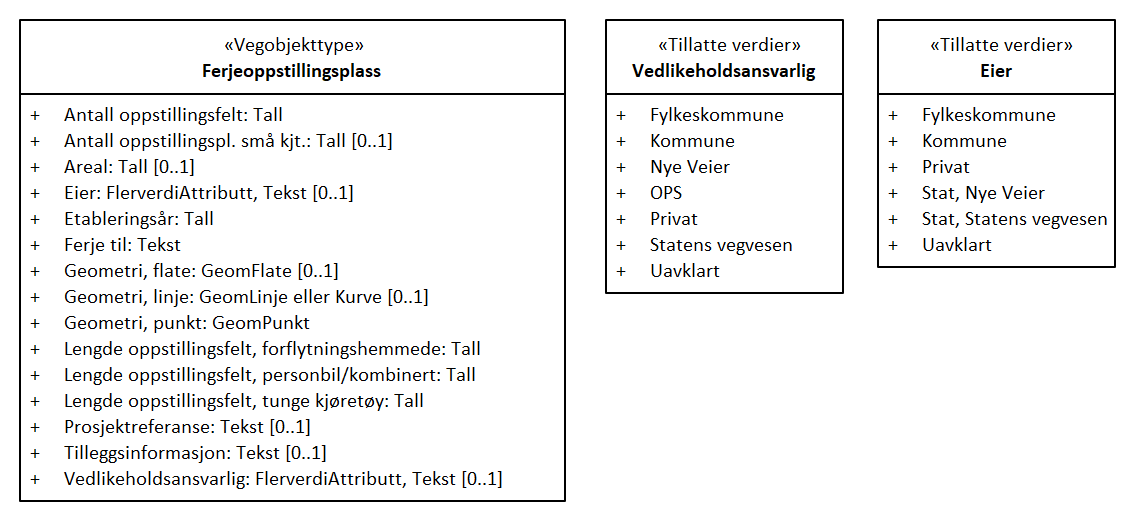 «Vegobjekttype»
Ferjeoppstillingsplass
+ Antall oppstillingsfelt: Tall
+ Antall oppstillingspl. små kjt.: Tall [0..1]
+ Areal: Tall [0..1]
+ Eier: FlerverdiAttributt, Tekst [0..1]
+ Etableringsår: Tall
+ Ferje til: Tekst
+ Geometri, flate: GeomFlate [0..1]
+ Geometri, linje: GeomLinje eller Kurve [0..1]
+ Geometri, punkt: GeomPunkt
+ Lengde oppstillingsfelt, forflytningshemmede: Tall
+ Lengde oppstillingsfelt, personbil/kombinert: Tall
+ Lengde oppstillingsfelt, tunge kjøretøy: Tall
+ Prosjektreferanse: Tekst [0..1]
+ Tilleggsinformasjon: Tekst [0..1]
+ Vedlikeholdsansvarlig: FlerverdiAttributt, Tekst [0..1]
«Tillatte verdier»
Vedlikeholdsansvarlig
+ Fylkeskommune
+ Kommune
+ Nye Veier
+ OPS
+ Privat
+ Statens vegvesen
+ Uavklart
«Tillatte verdier»
Eier
+ Fylkeskommune
+ Kommune
+ Privat
+ Stat, Nye Veier
+ Stat, Statens vegvesen
+ Uavklart